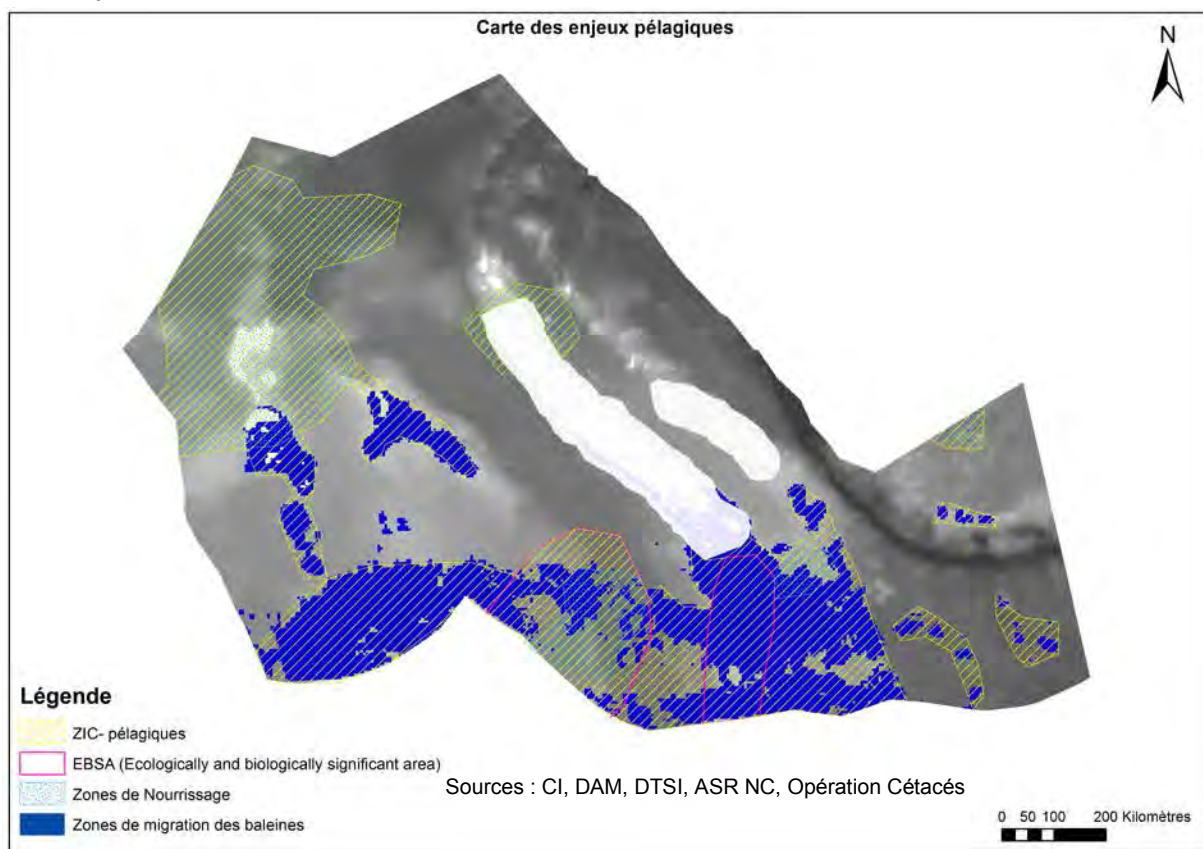 Carte des enjeux pélagiques
N
Légende
ZIC- pélagiques
EBSA (Ecologically and biologically significant area)
Zones de Nourrissage
Zones de migration des baleines
Sources : CI, DAM, DTSI, ASR NC, Opération Cétacés
0 50 100 200 Kilomètres